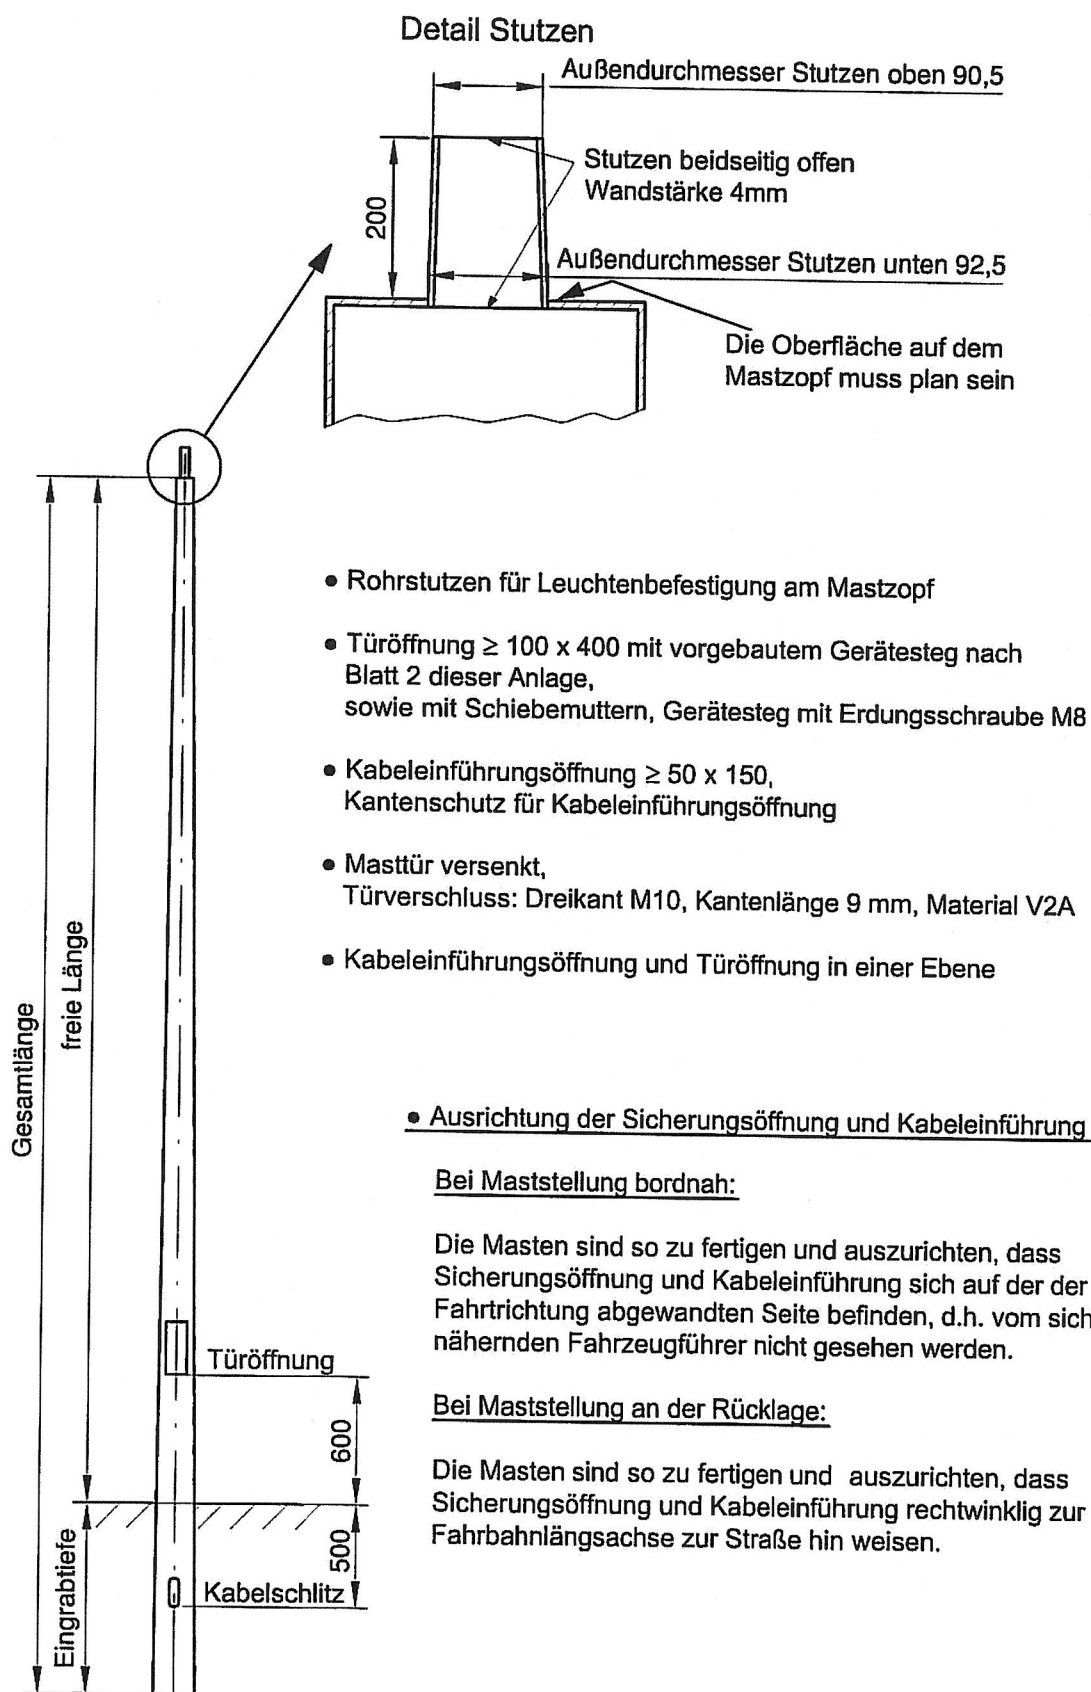 Detail Stutzen
Außendurchmesser Stutzen oben 90,5
Stutzen beidseitig offen
Wandstärke 4mm
200
Außendurchmesser Stutzen unten 92,5
Die Oberfläche auf dem
Mastzopf muss plan sein
• Rohrstutzen für Leuchtenbefestigung am Mastzopf
• Türöffnung ≥ 100 x 400 mit vorgebautem Gerätesteg nach
Blatt 2 dieser Anlage,
sowie mit Schiebemuttern, Gerätesteg mit Erdungsschraube M8
• Kabeleinführungsöffnung ≥ 50 x 150,
Kantenschutz für Kabeleinführungsöffnung
• Masttür versenkt,
Türverschluss: Dreikant M10, Kantenlänge 9 mm, Material V2A
• Kabeleinführungsöffnung und Türöffnung in einer Ebene
Gesamtlänge
freie Länge
• Ausrichtung der Sicherungsöffnung und Kabeleinführung
Bei Maststellung bordnah:
Die Masten sind so zu fertigen und auszurichten, dass
Sicherungsöffnung und Kabeleinführung sich auf der der
Fahrtrichtung abgewandten Seite befinden, d.h. vom sich
nähernden Fahrzeugführer nicht gesehen werden.
Bei Maststellung an der Rücklage:
Die Masten sind so zu fertigen und auszurichten, dass
Sicherungsöffnung und Kabeleinführung rechtwinklig zur
Fahrbahnlängsachse zur Straße hin weisen.
Türöffnung
600
500
Kabelschlitz
Eingrabtiefe